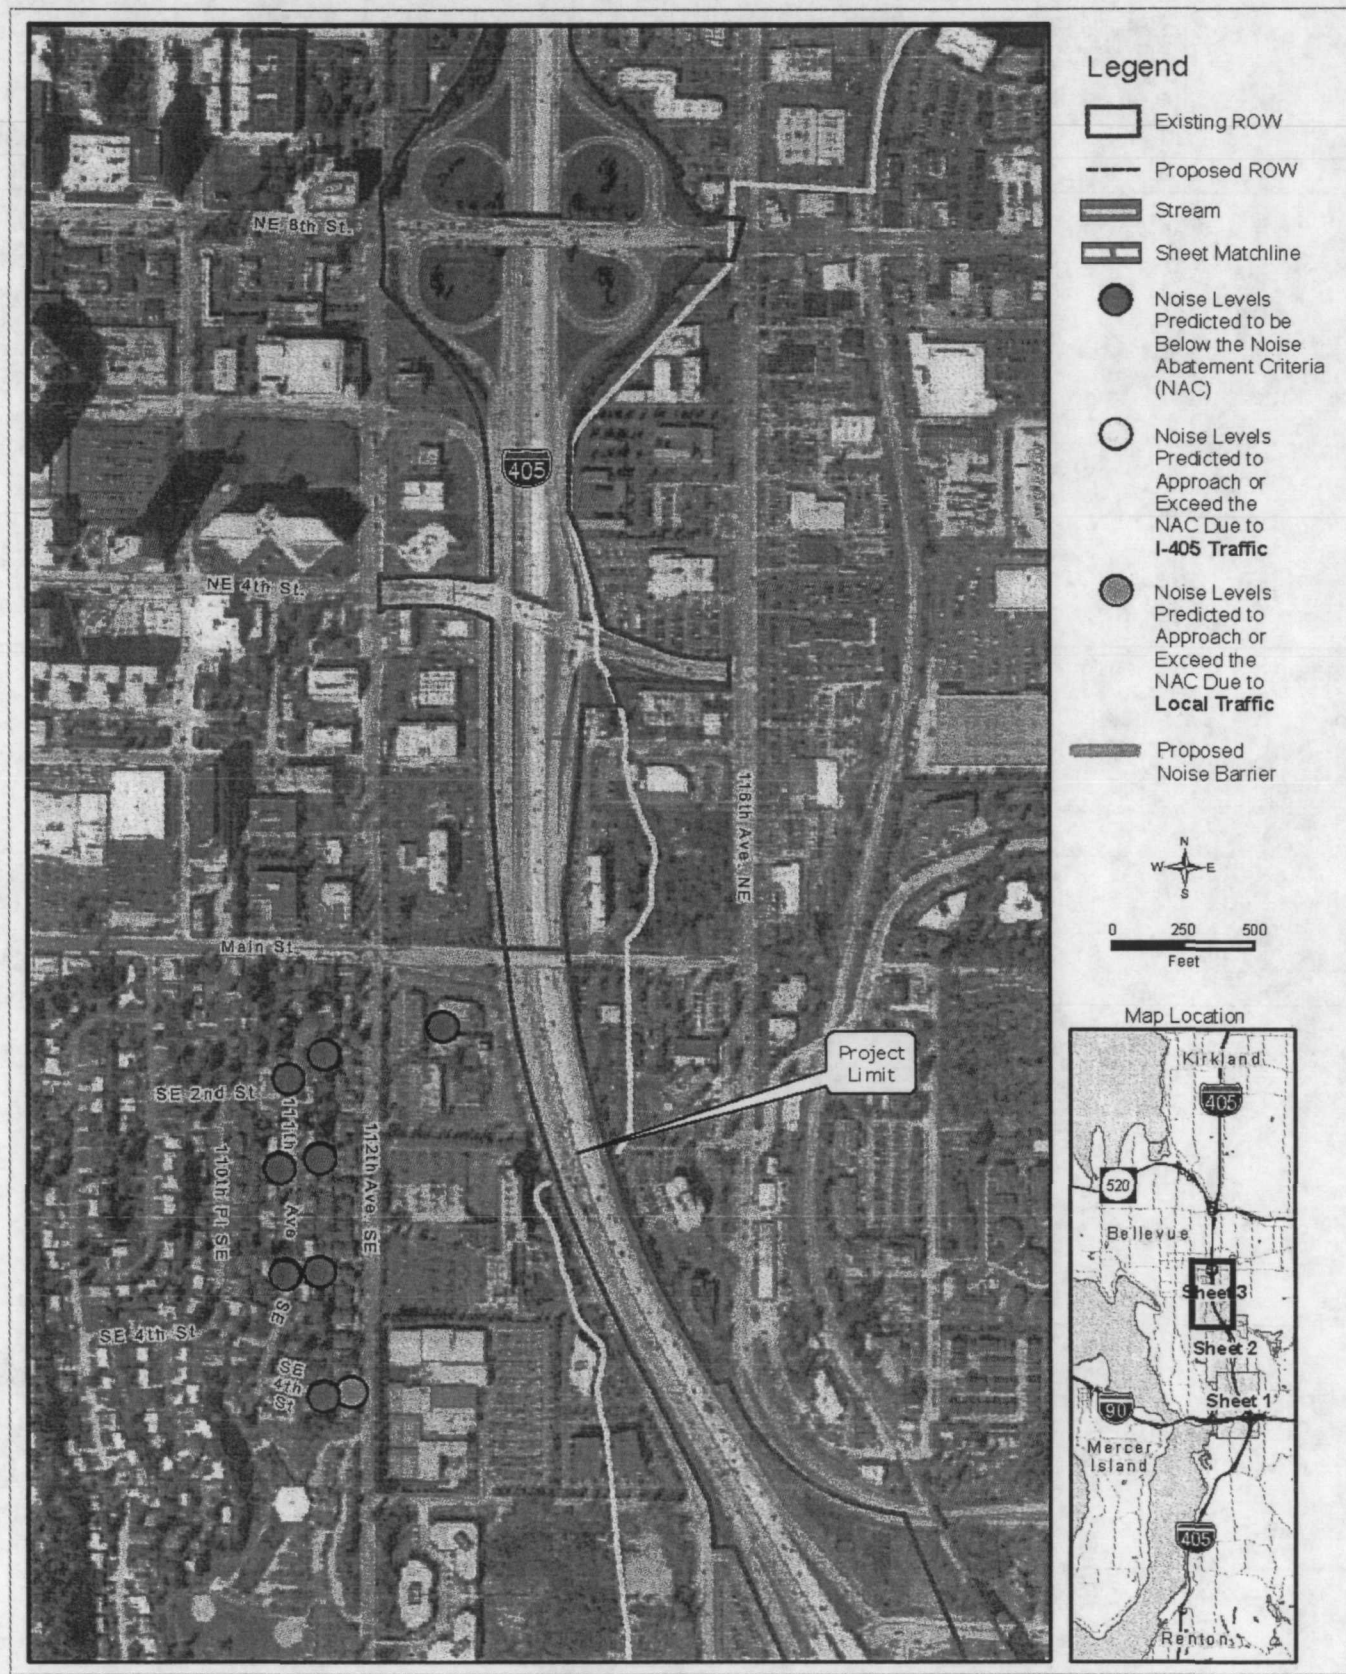 Legend
Existing ROW
Proposed ROW
Stream
Sheet Matchline
Noise Levels
Predicted to be
Below the Noise
Abatement Criteria
(NAC)
Noise Levels
Predicted to
Approach or
Exceed the
NAC Due to
I-405 Traffic
Noise Levels
Predicted to
Approach or
Exceed the
NAC Due to
Local Traffic
Proposed
Noise Barrier
N
W E
S
0 250 500
Feet
Map Location
Kirkland
405
520
Bellevue
Sheet 3
Sheet 2
Sheet 1
90
Mercer
Island
405
Renton
NE 8th St.
405
NE 4th St.
116th Ave. NE
Main St.
Project
Limit
SE 2nd St
111th Ave SE
110th Pl SE
112th Ave. SE
SE 4th St
SE
4th
St